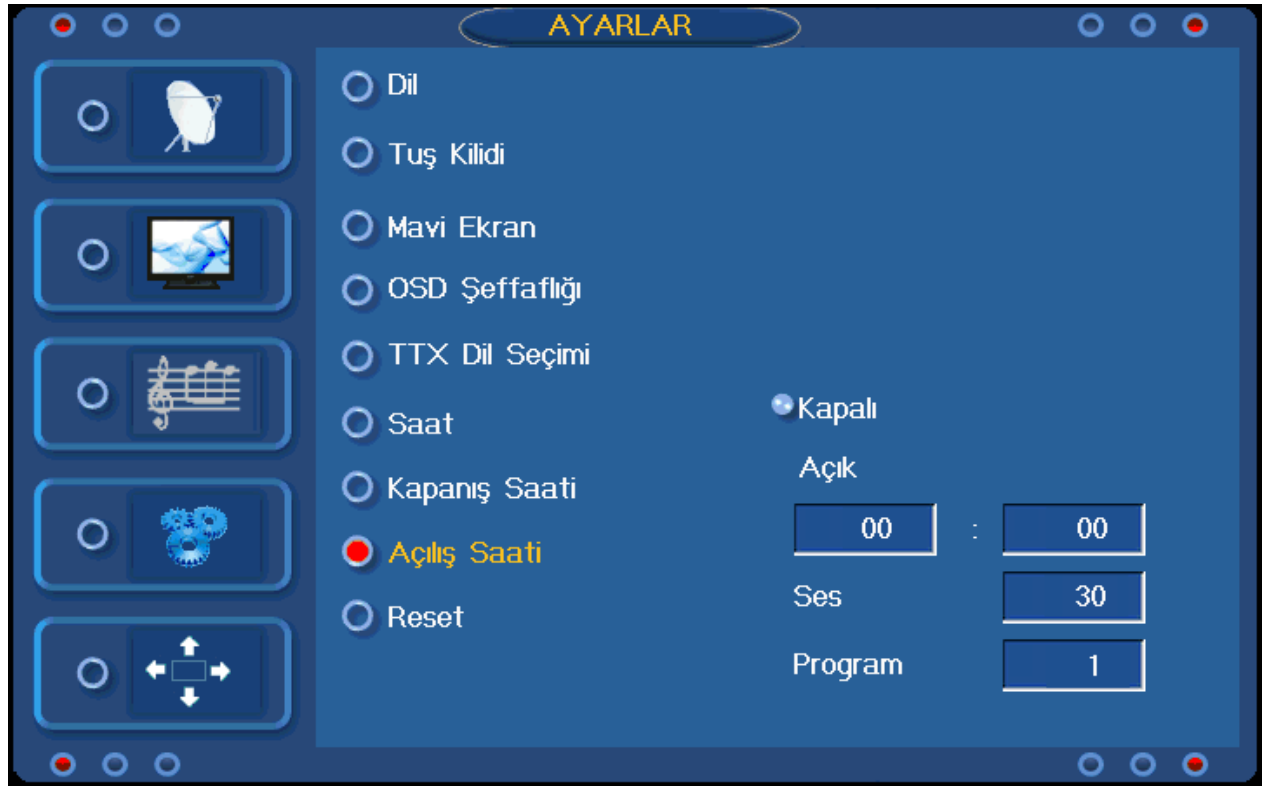 AYARLAR
Dil
Tuş Kilidi
Mavi Ekran
OSD Şeffaflığı
TTX Dil Seçimi
Saat
Kapanış Saati
Açılış Saati
Reset
Kapalı
Açık
00 : 00
Ses 30
Program 1